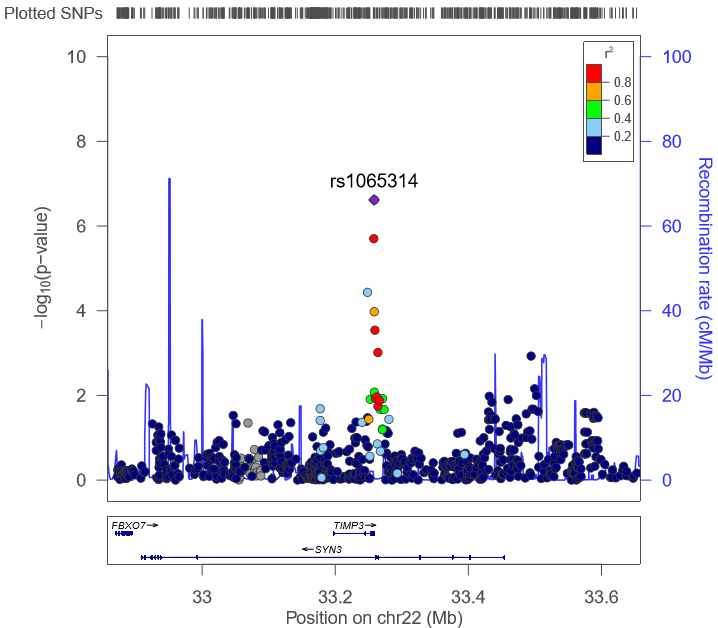 Plotted SNPs
10
8
6
4
2
0
−log10(p−value)
100
80
60
40
20
0
Recombination rate (cM/Mb)
r2
0.8
0.6
0.4
0.2
rs1065314
FBXO7→
TIMP3→
←SYN3
33
33.2
33.4
33.6
Position on chr22 (Mb)